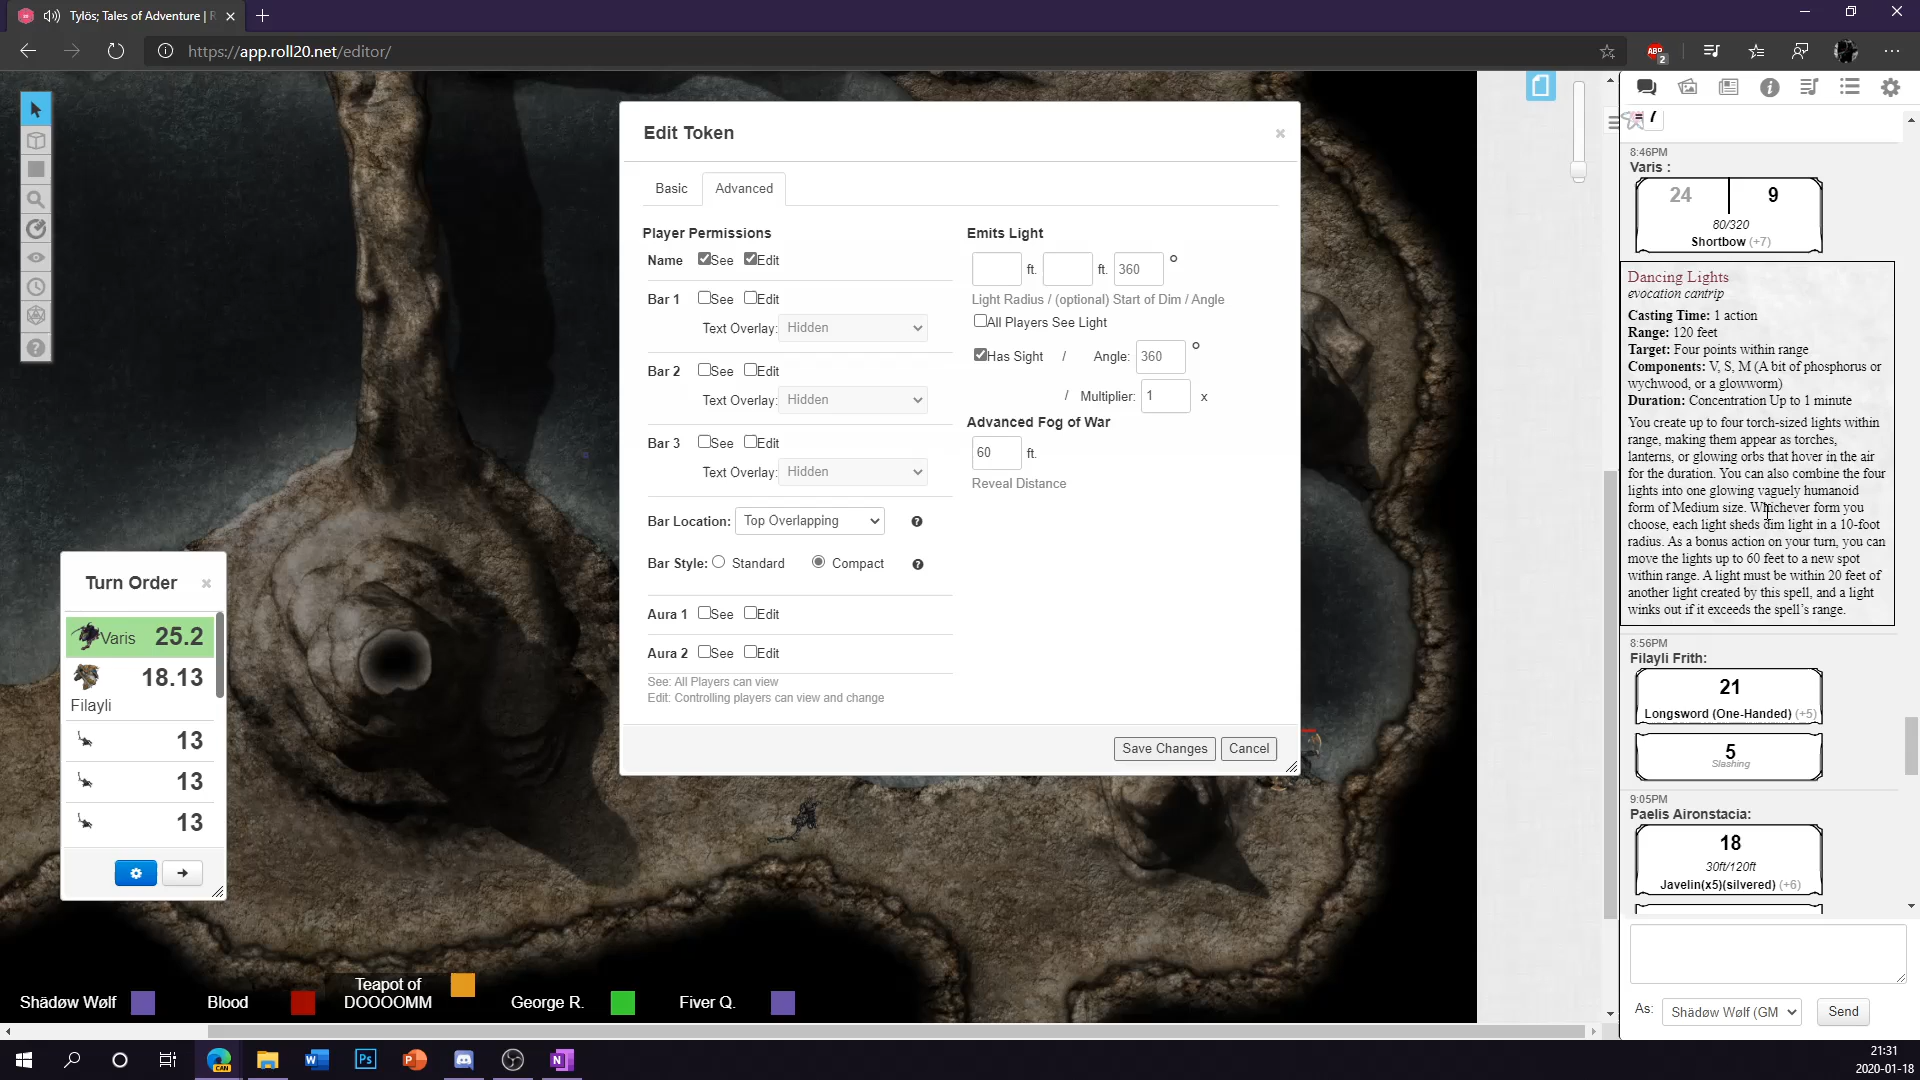 Tylös; Tales of Adventure | R
https://app.roll20.net/editor/
ABP
2
Edit Token
Basic
Advanced
Player Permissions
Name See Edit
Bar 1 See Edit
Text Overlay: Hidden
Bar 2 See Edit
Text Overlay: Hidden
Bar 3 See Edit
Text Overlay: Hidden
Bar Location: Top Overlapping
Bar Style: Standard Compact
Aura 1 See Edit
Aura 2 See Edit
See: All Players can view
Edit: Controlling players can view and change
Emits Light
ft. ft. 360 °
Light Radius / (optional) Start of Dim / Angle
All Players See Light
Has Sight / Angle: 360 °
/ Multiplier: 1 x
Advanced Fog of War
60 ft.
Reveal Distance
Save Changes
Cancel
Turn Order
Varis 25.2
18.13
Filayli
13
13
13
Shädøw Wølf
Blood
Teapot of
DOOOOMM
George R.
Fiver Q.
= 7
8:46PM
Varis :
24 9
80/320
Shortbow (+7)
Dancing Lights
evocation cantrip
Casting Time: 1 action
Range: 120 feet
Target: Four points within range
Components: V, S, M (A bit of phosphorus or
wychwood, or a glowworm)
Duration: Concentration Up to 1 minute
You create up to four torch-sized lights within
range, making them appear as torches,
lanterns, or glowing orbs that hover in the air
for the duration. You can also combine the four
lights into one glowing vaguely humanoid
form of Medium size. Whichever form you
choose, each light sheds dim light in a 10-foot
radius. As a bonus action on your turn, you can
move the lights up to 60 feet to a new spot
within range. A light must be within 20 feet of
another light created by this spell, and a light
winks out if it exceeds the spell's range.
8:56PM
Filayli Frith:
21
Longsword (One-Handed) (+5)
5
Slashing
9:05PM
Paelis Aironstacia:
18
30ft/120ft
Javelin(x5)(silvered) (+6)
As: Shädøw Wølf (GM
Send
CAN
W
Ps
P
N
21:31
2020-01-18